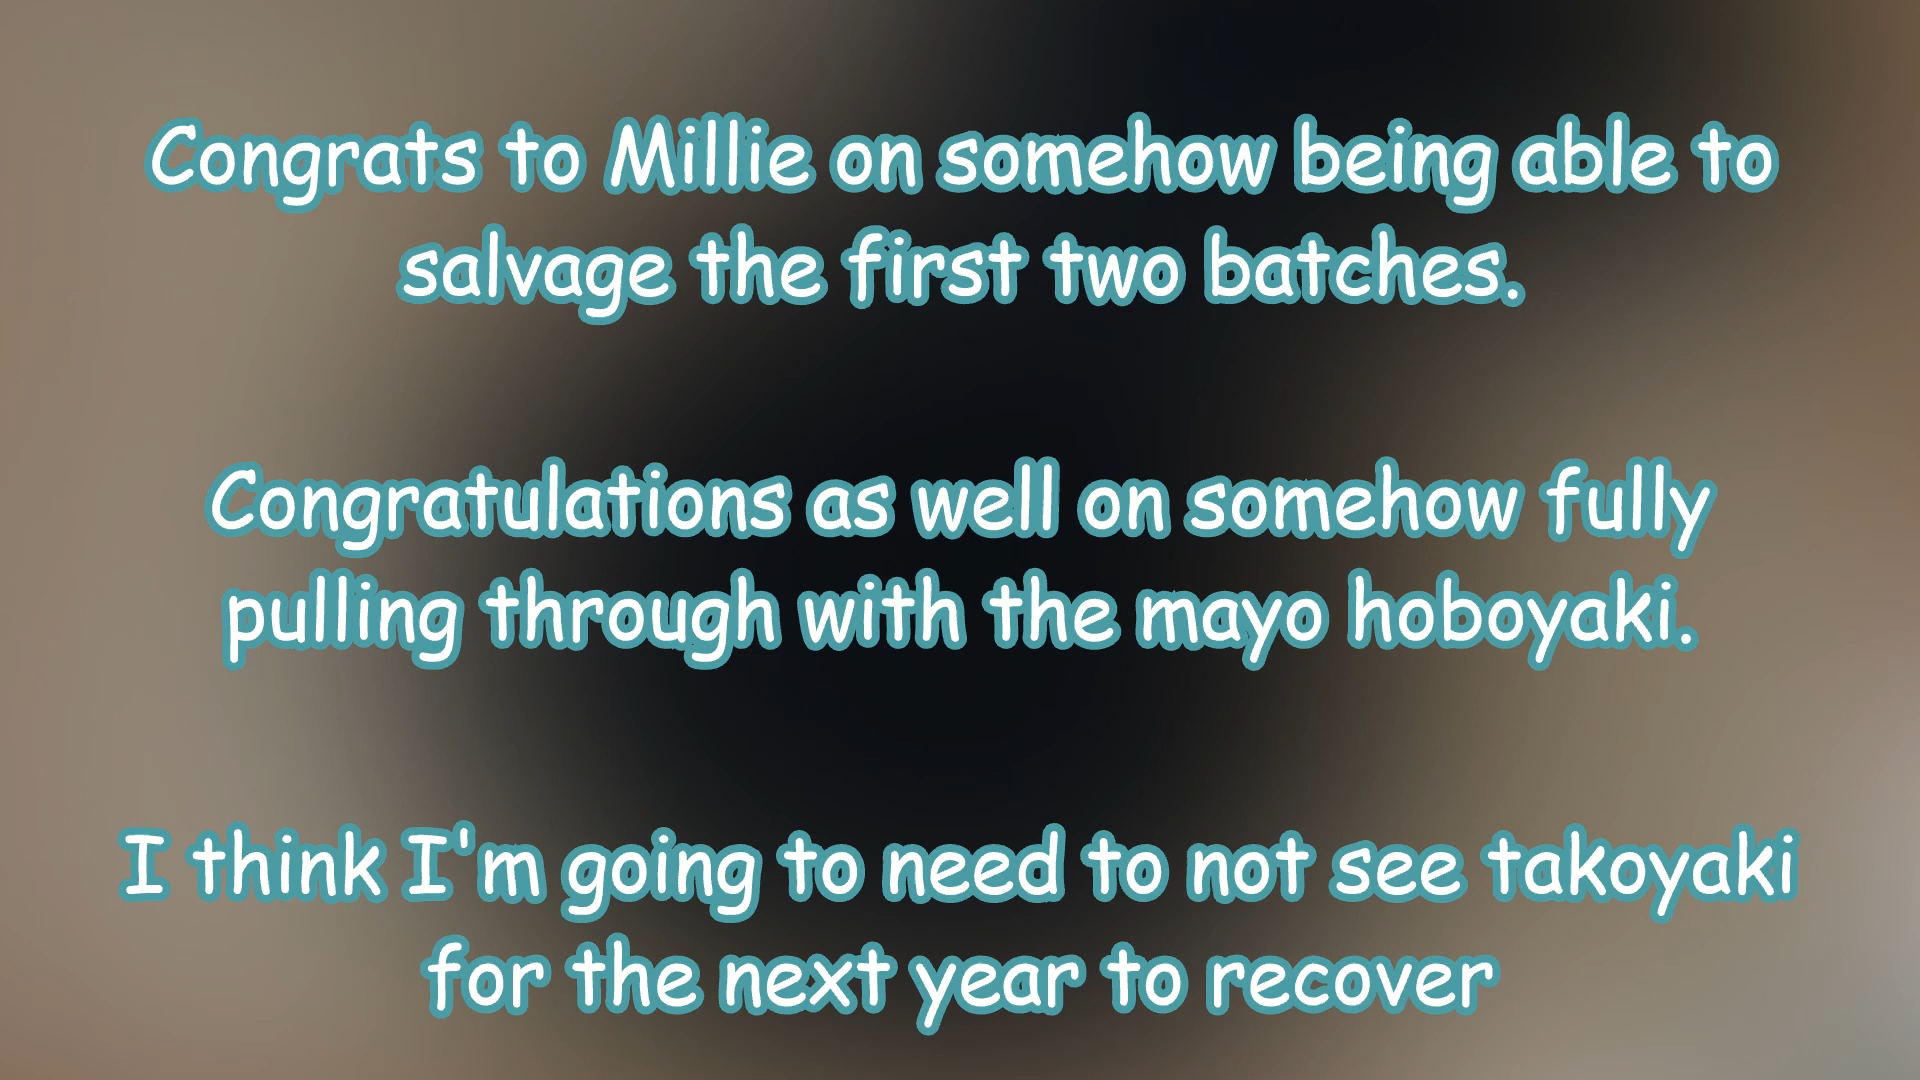 Congrats to Millie on somehow being able to
salvage the first two batches.
Congratulations as well on somehow fully
pulling through with the mayo hoboyaki.
I think I'm going to need to not see takoyaki
for the next year to recover